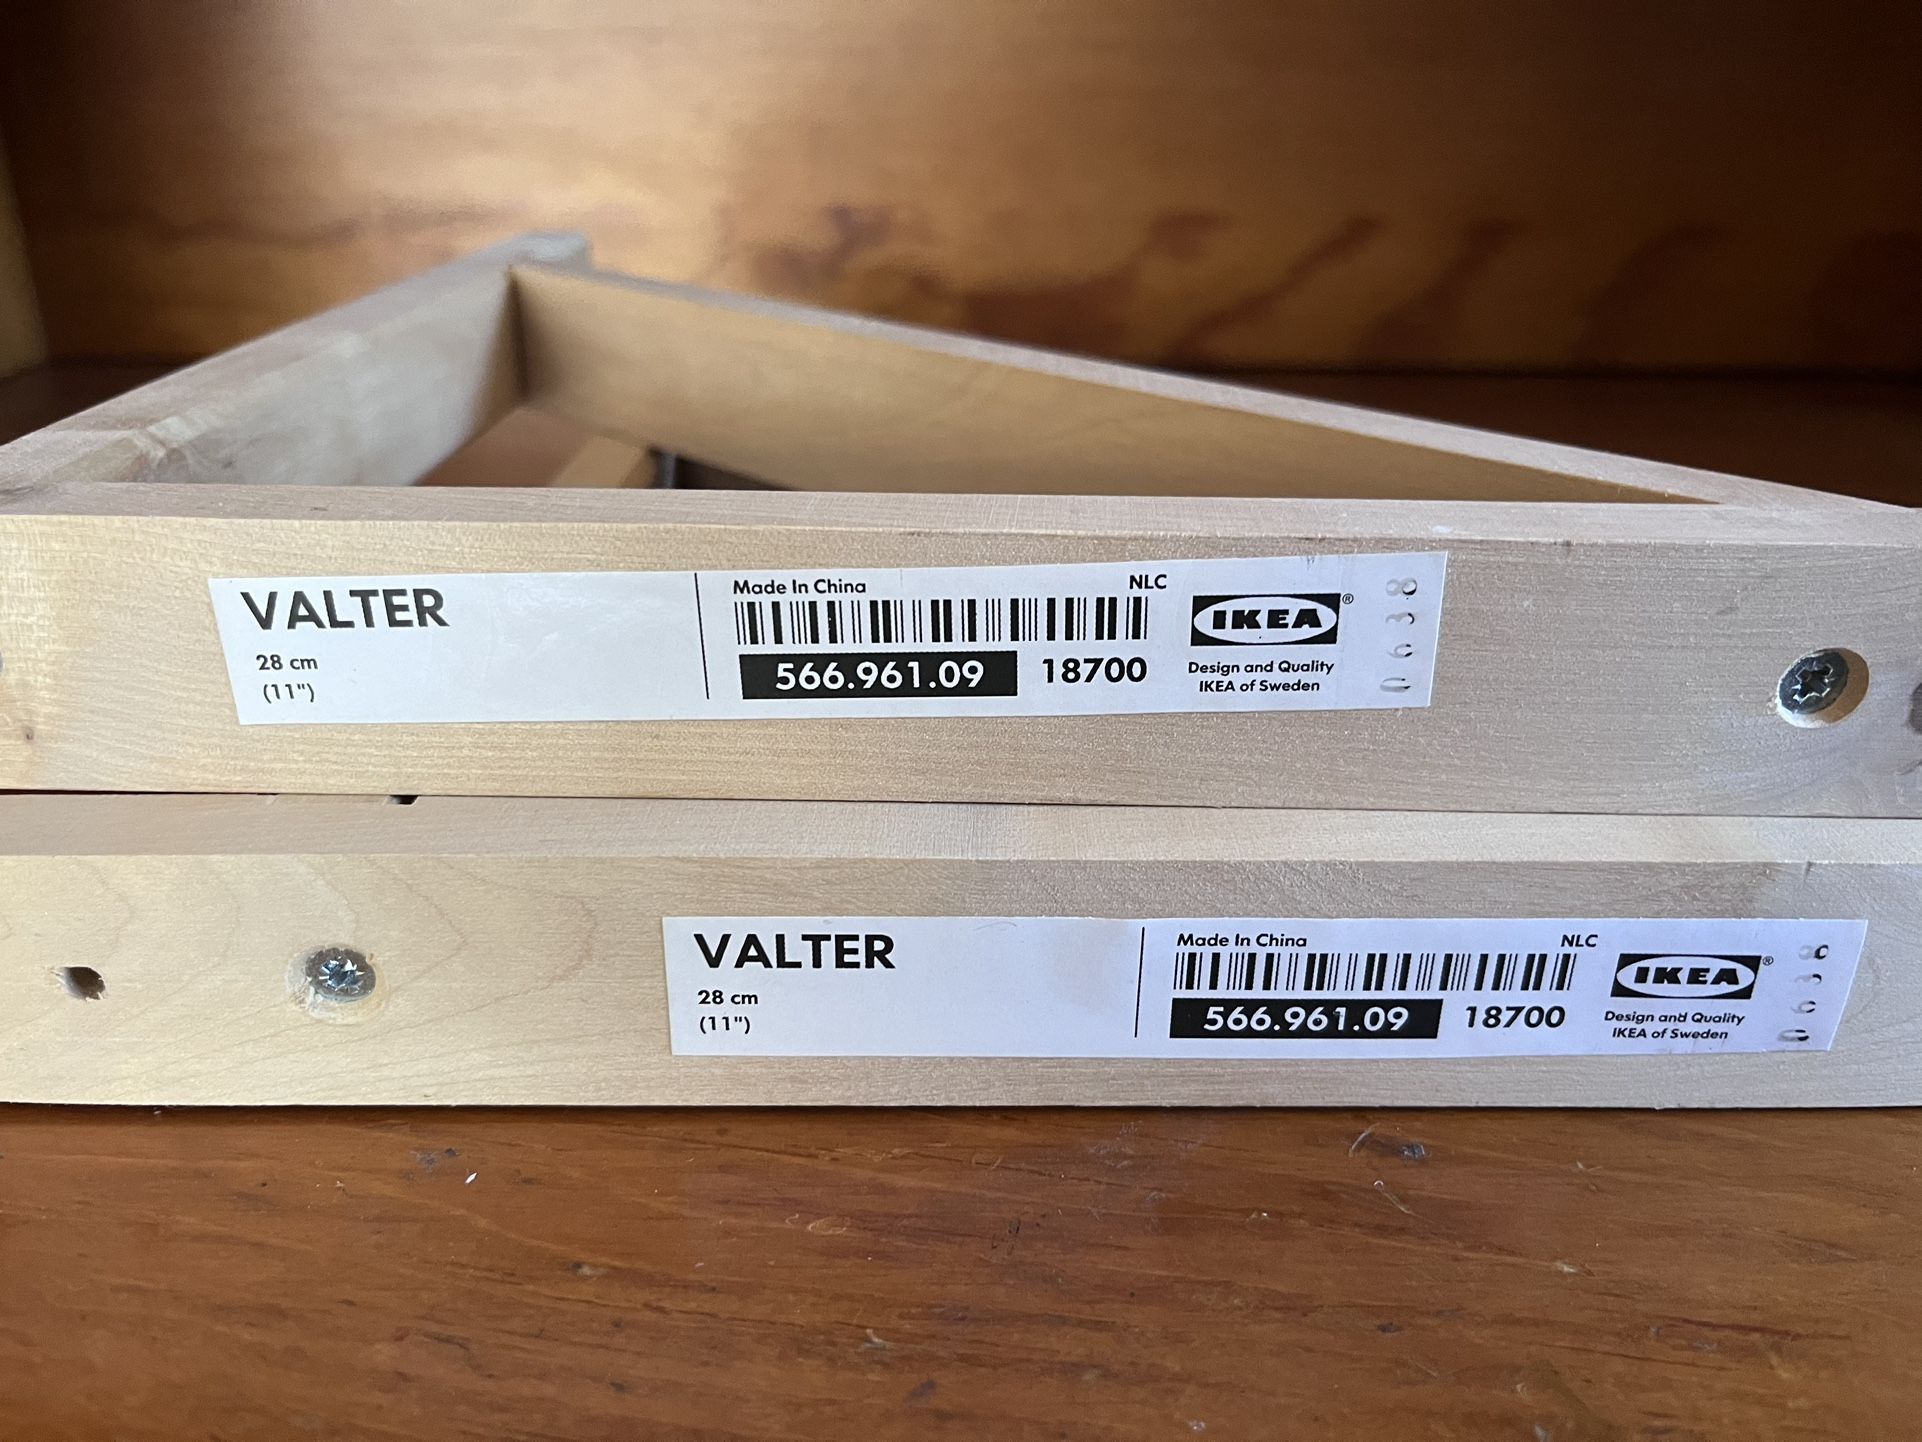 VALTER
28 cm
(11")
Made In China
NLC
566.961.09
18700
IKEA®
Design and Quality
IKEA of Sweden
0638
VALTER
28 cm
(11")
Made In China
NLC
566.961.09
18700
IKEA®
Design and Quality
IKEA of Sweden